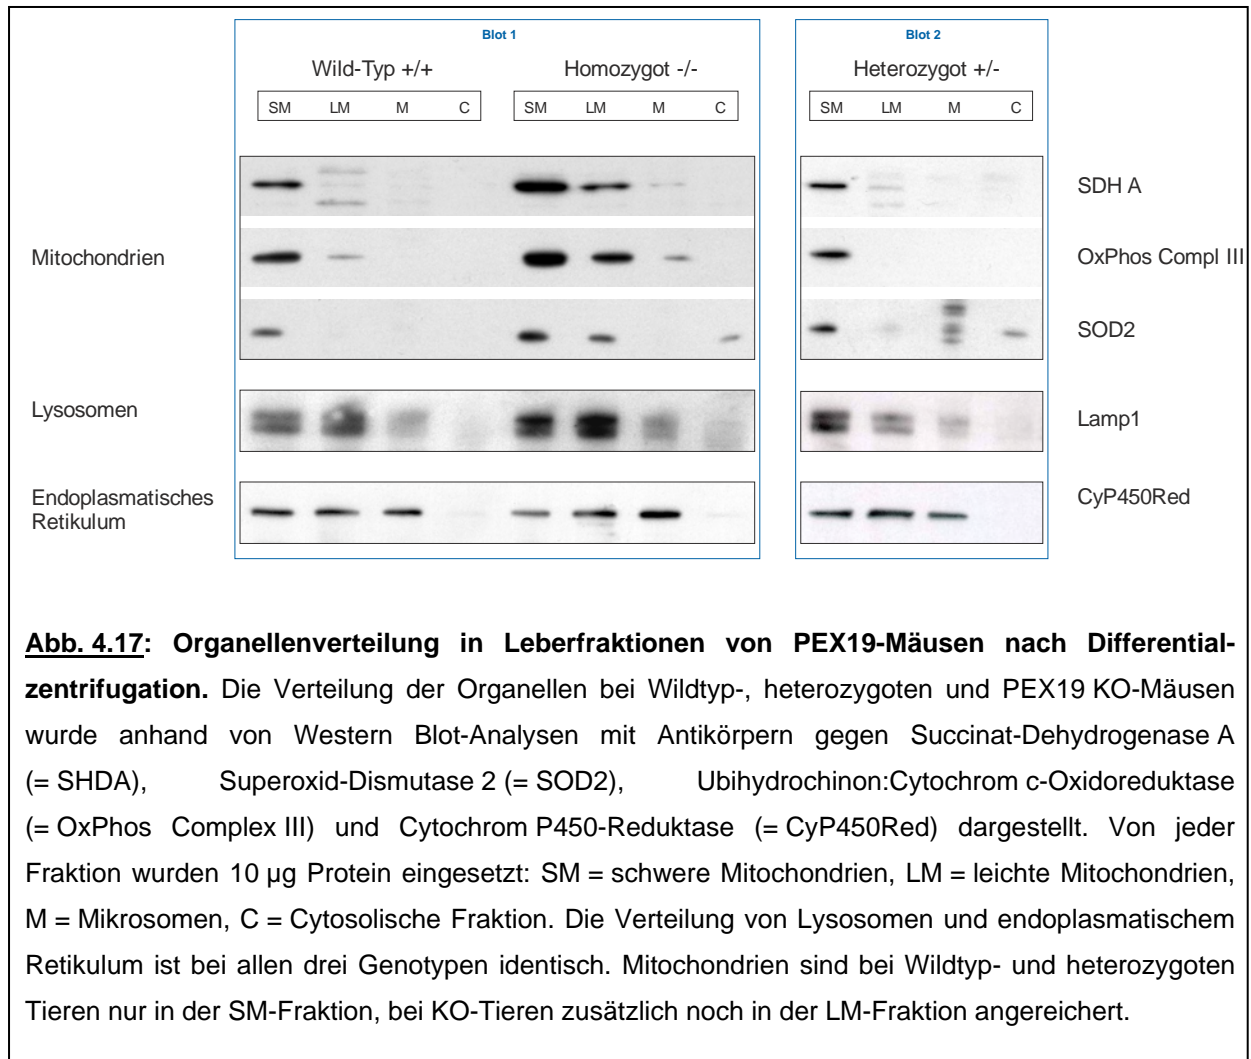 Blot 1
Blot 2
Wild-Typ +/+ Homozygot -/- Heterozygot +/-
SM LM M C SM LM M C SM LM M C
SDH A
Mitochondrien OxPhos Compl III
SOD2
Lysosomen Lamp1
Endoplasmatisches
Retikulum
CyP450Red
Abb. 4.17: Organellenverteilung in Leberfraktionen von PEX19-Mäusen nach Differential-
zentrifugation. Die Verteilung der Organellen bei Wildtyp-, heterozygoten und PEX19 KO-Mäusen
wurde anhand von Western Blot-Analysen mit Antikörpern gegen Succinat-Dehydrogenase A
(= SHDA), Superoxid-Dismutase 2 (= SOD2), Ubihydrochinon:Cytochrom c-Oxidoreduktase
(= OxPhos Complex III) und Cytochrom P450-Reduktase (= CyP450Red) dargestellt. Von jeder
Fraktion wurden 10 µg Protein eingesetzt: SM = schwere Mitochondrien, LM = leichte Mitochondrien,
M = Mikrosomen, C = Cytosolische Fraktion. Die Verteilung von Lysosomen und endoplasmatischem
Retikulum ist bei allen drei Genotypen identisch. Mitochondrien sind bei Wildtyp- und heterozygoten
Tieren nur in der SM-Fraktion, bei KO-Tieren zusätzlich noch in der LM-Fraktion angereichert.